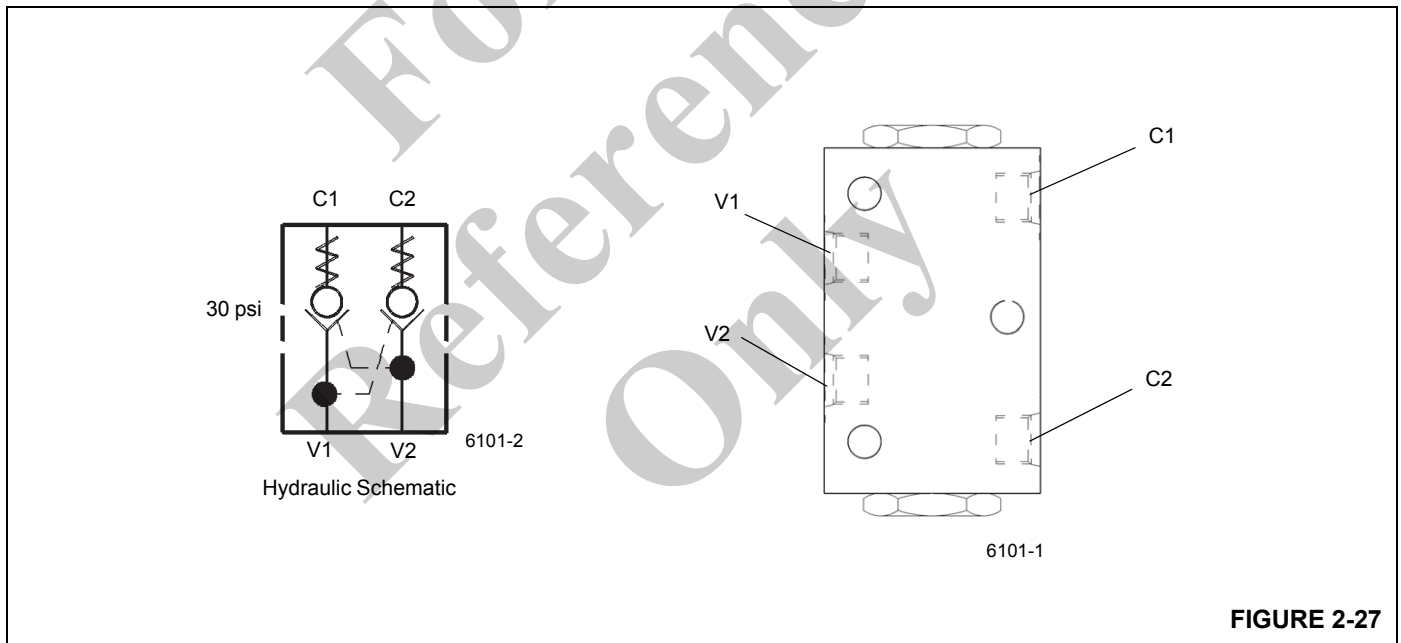 For
Reference
Only
C1 C2
30 psi
V1 V2
6101-2
Hydraulic Schematic
C1
V1
V2
C2
6101-1
FIGURE 2-27